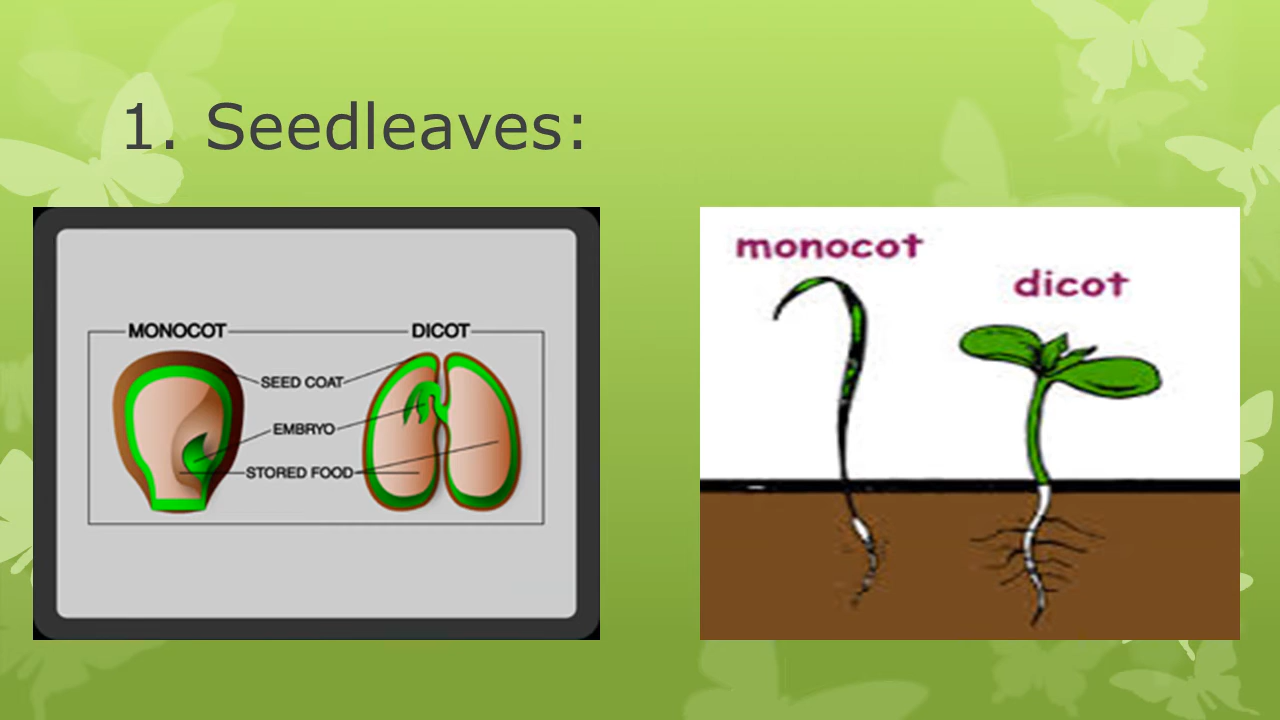 1. Seedleaves:
MONOCOT
DICOT
SEED COAT
EMBRYO
STORED FOOD
monocot
dicot